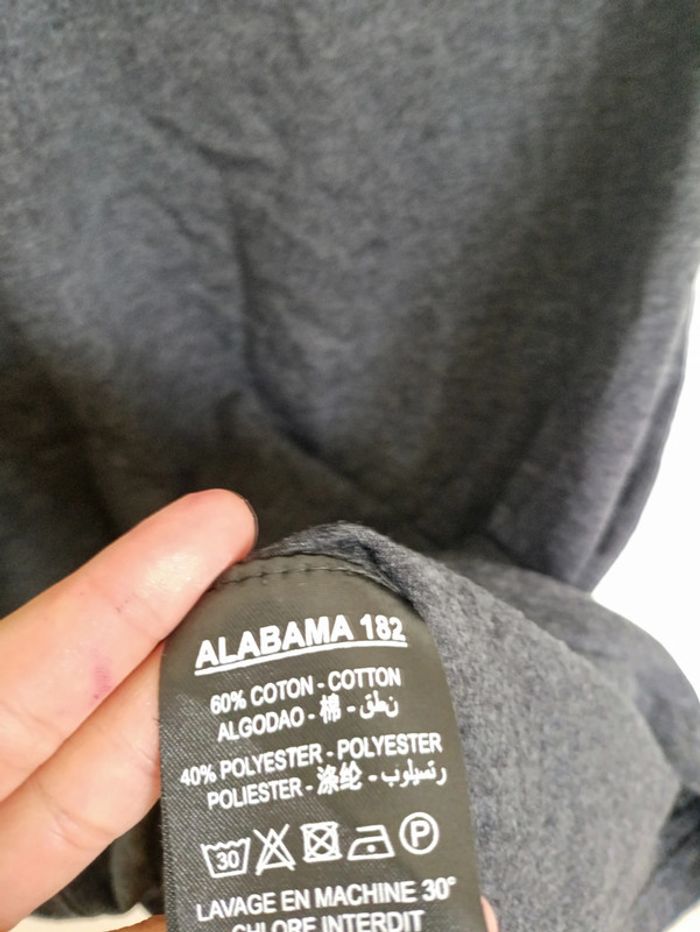 ALABAMA 182
60% COTON - COTTON
ALGODAO - 棉 - نطق
40% POLYESTER - POLYESTER
POLIESTER - 涤纶 - رتسيلوب
30 P
LAVAGE EN MACHINE 30°
CHLORE INTERDIT